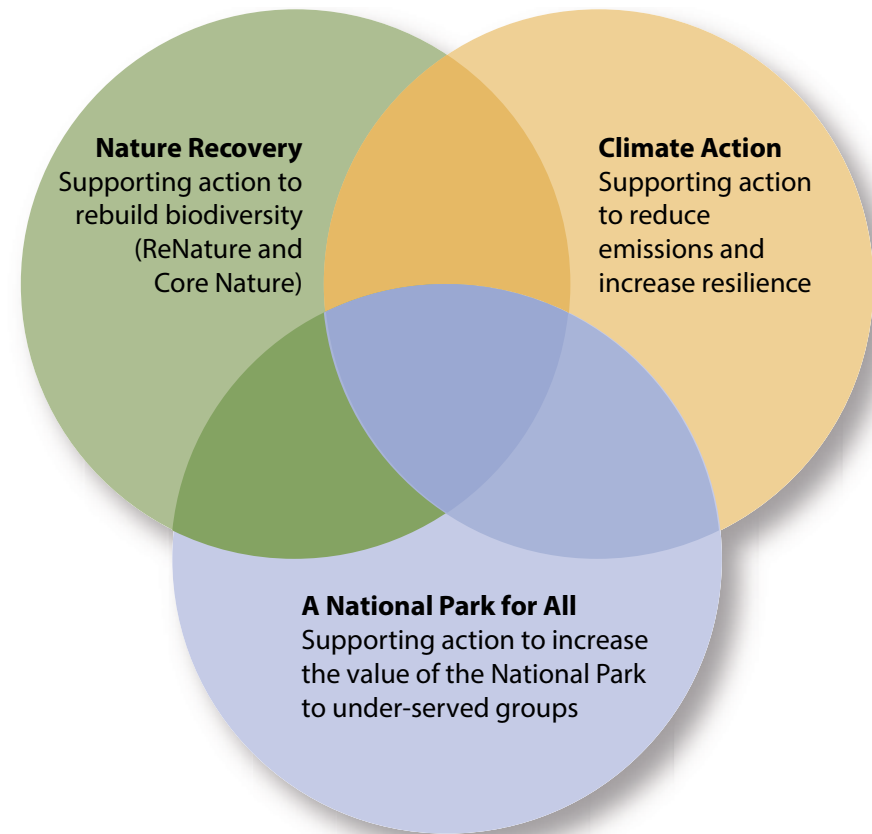 Nature Recovery
Supporting action to
rebuild biodiversity
(ReNature and
Core Nature)
Climate Action
Supporting action
to reduce
emissions and
increase resilience
A National Park for All
Supporting action to increase
the value of the National Park
to under-served groups